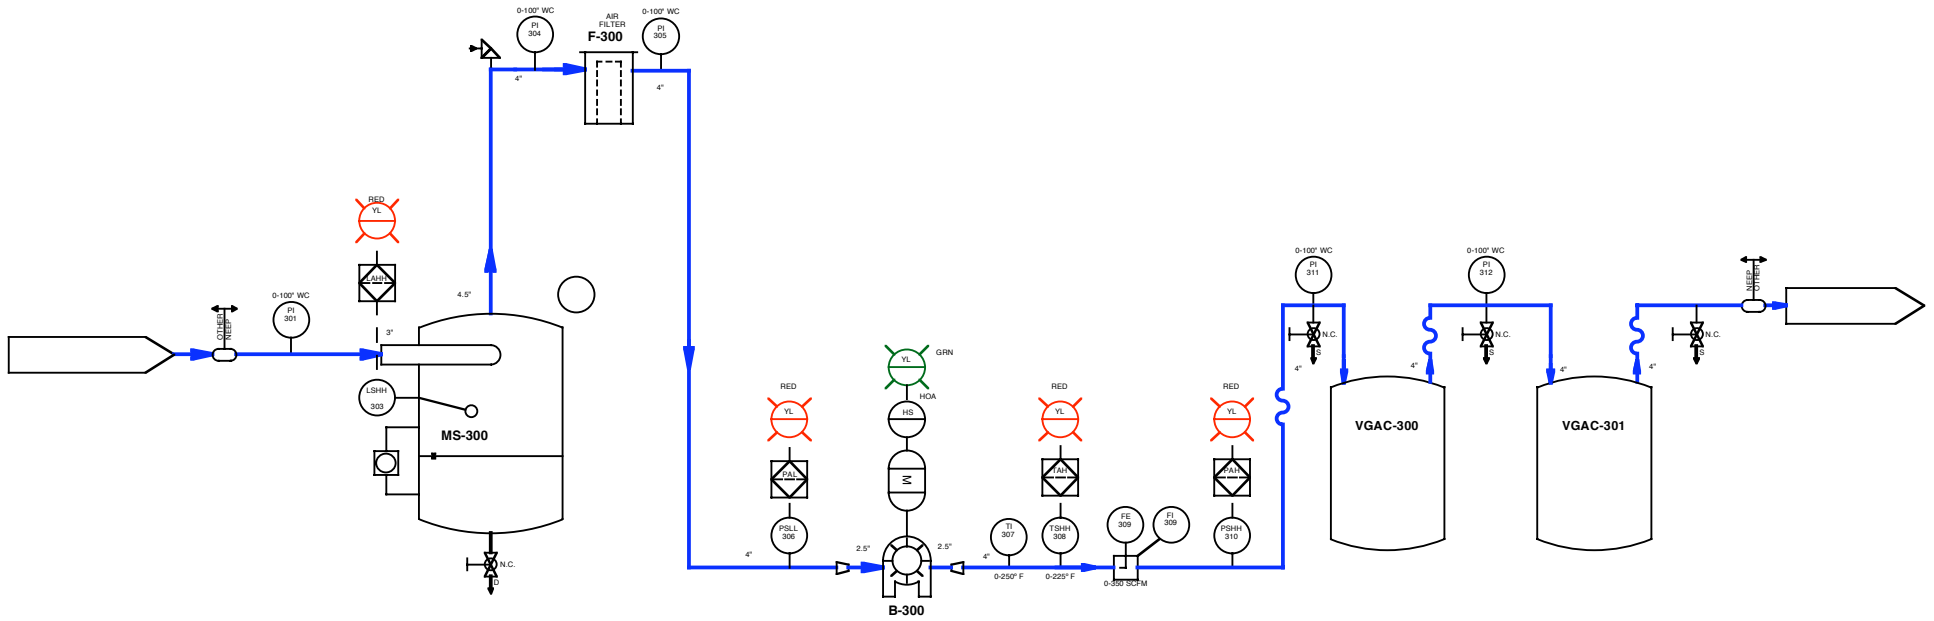 0-100" WC
PI
304
AIR
FILTER
F-300
0-100" WC
PI
305
4"
4"
RED
YL
LAHH
4.5"
0-100" WC
PI
301
OTHER
NEEP
3"
LSHH
303
MS-300
N.C.
D
RED
YL
PAL
PSLL
306
4"
2.5"
YL
GRN
HOA
HS
M
2.5"
B-300
4"
TI
307
0-250° F
RED
YL
TAH
TSHH
308
0-225° F
FE
309
FI
309
0-350 SCFM
RED
YL
PAH
PSHH
310
0-100" WC
PI
311
N.C.
S
4"
VGAC-300
4"
0-100" WC
PI
312
N.C.
S
4"
VGAC-301
4"
N.C.
S
NEEP
OTHER